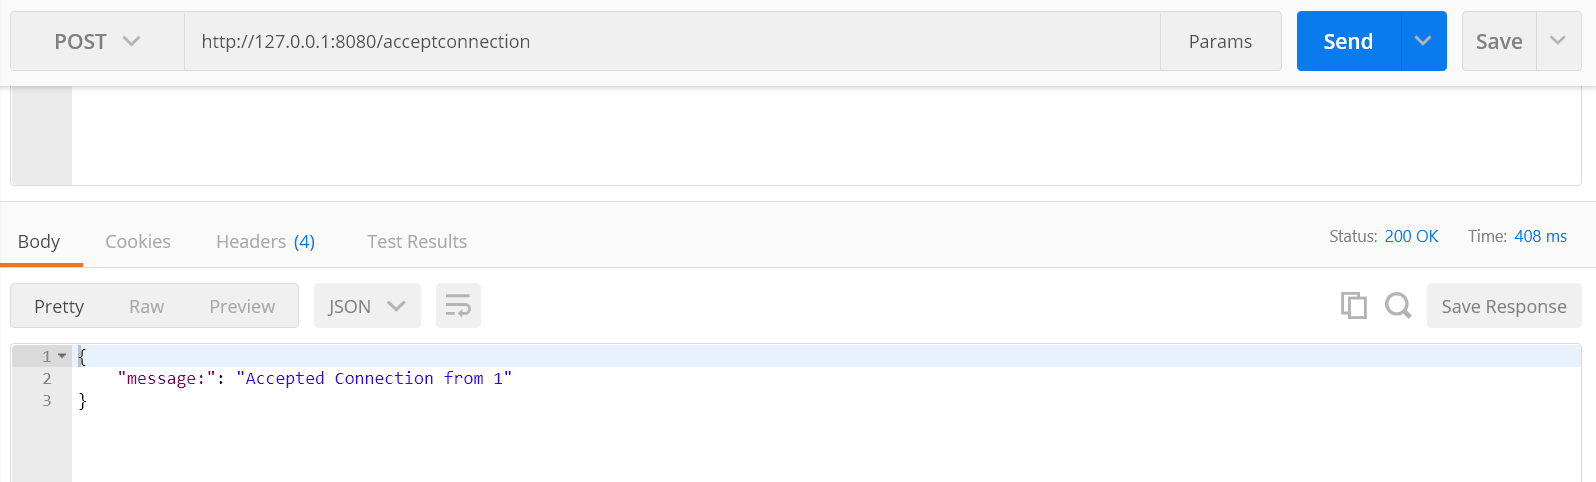 POST http://127.0.0.1:8080/acceptconnection Params Send Save
Body Cookies Headers (4) Test Results Status: 200 OK Time: 408 ms
Pretty Raw Preview JSON Save Response
1 {
2 "message:": "Accepted Connection from 1"
3 }